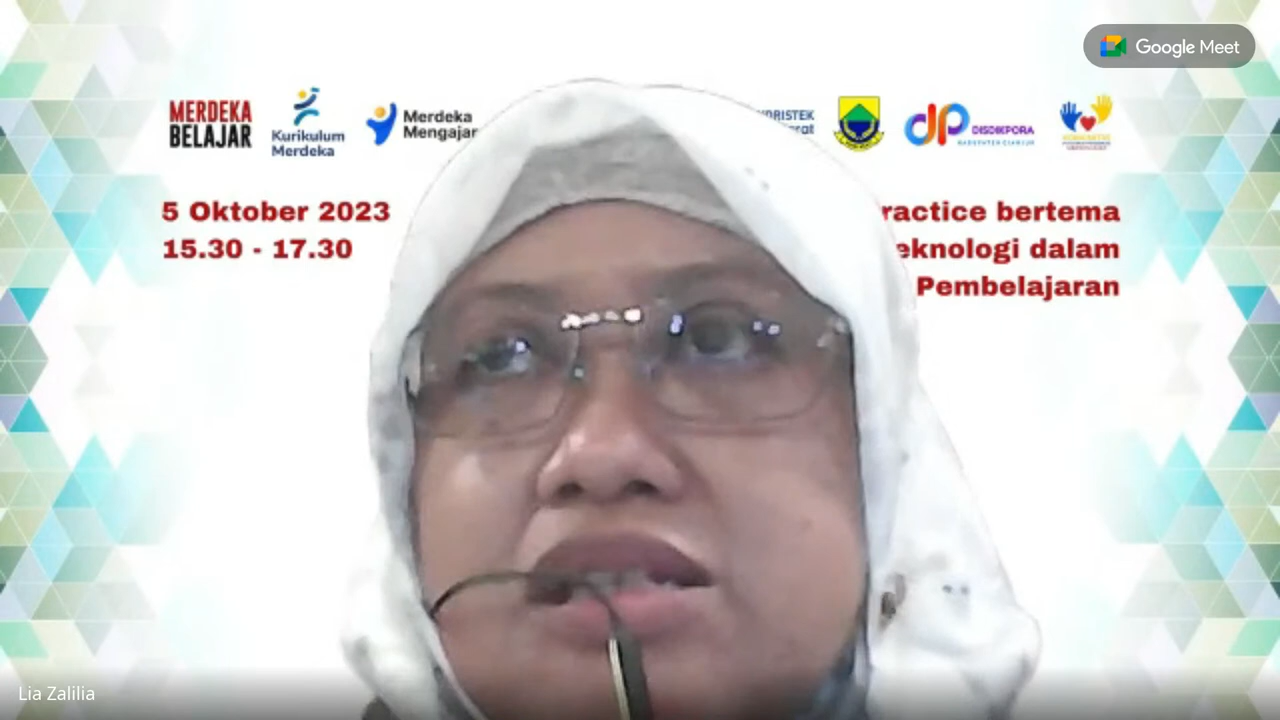 Google Meet
MERDEKA
BELAJAR
Kurikulum
Merdeka
Merdeka
Mengajar
DISDIKPORA
KABUPATEN CIANJUR
5 Oktober 2023
15.30 - 17.30
ractice bertema
eknologi dalam
Pembelajaran
Lia Zalilia